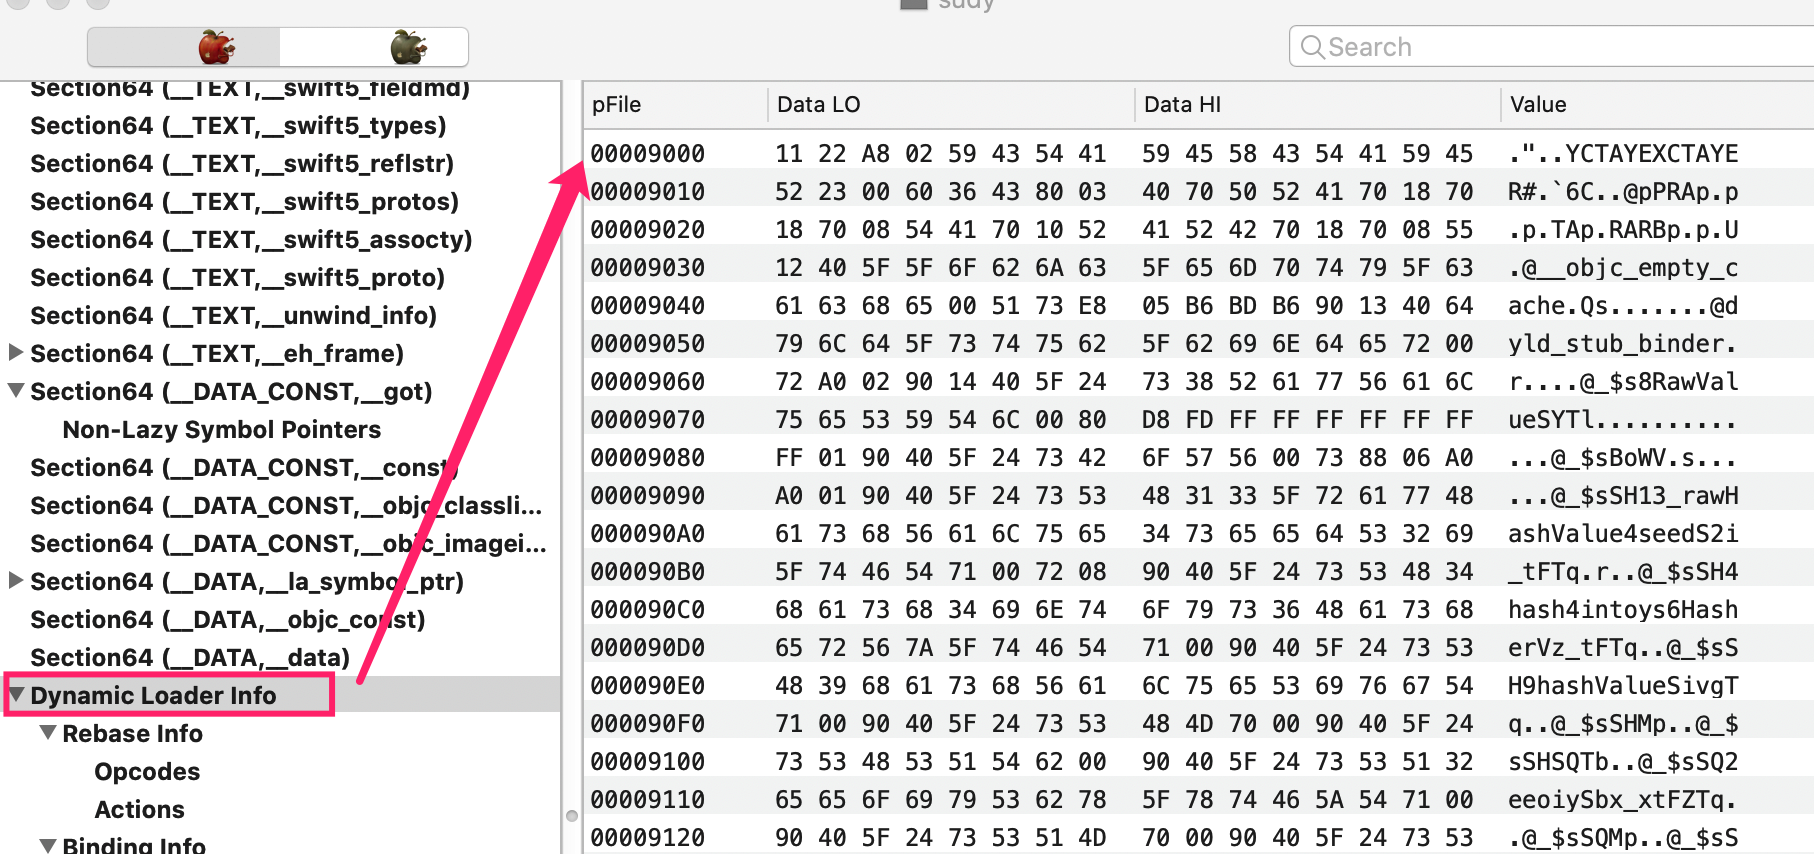 sudy
Search
Section64 (__TEXT,__swift5_fieldmd)
Section64 (__TEXT,__swift5_types)
Section64 (__TEXT,__swift5_reflstr)
Section64 (__TEXT,__swift5_protos)
Section64 (__TEXT,__swift5_assocty)
Section64 (__TEXT,__swift5_proto)
Section64 (__TEXT,__unwind_info)
Section64 (__TEXT,__eh_frame)
Section64 (__DATA_CONST,__got)
Non-Lazy Symbol Pointers
Section64 (__DATA_CONST,__const)
Section64 (__DATA_CONST,__objc_classli...
Section64 (__DATA_CONST,__objc_imagei...
Section64 (__DATA,__la_symbol_ptr)
Section64 (__DATA,__objc_const)
Section64 (__DATA,__data)
Dynamic Loader Info
Rebase Info
Opcodes
Actions
Binding Info
pFile Data LO Data HI Value
00009000 11 22 A8 02 59 43 54 41 59 45 58 43 54 41 59 45 ."..YCTAYEXCTAYE
00009010 52 23 00 60 36 43 80 03 40 70 50 52 41 70 18 70 R#.`6C..@pPRAp.p
00009020 18 70 08 54 41 70 10 52 41 52 42 70 18 70 08 55 .p.TAp.RARBp.p.U
00009030 12 40 5F 5F 6F 62 6A 63 5F 65 6D 70 74 79 5F 63 .@__objc_empty_c
00009040 61 63 68 65 00 51 73 E8 05 B6 BD B6 90 13 40 64 ache.Qs.......@d
00009050 79 6C 64 5F 73 74 75 62 5F 62 69 6E 64 65 72 00 yld_stub_binder.
00009060 72 A0 02 90 14 40 5F 24 73 38 52 61 77 56 61 6C r....@_$s8RawVal
00009070 75 65 53 59 54 6C 00 80 D8 FD FF FF FF FF FF FF ueSYTl..........
00009080 FF 01 90 40 5F 24 73 42 6F 57 56 00 73 88 06 A0 ...@_$sBoWV.s...
00009090 A0 01 90 40 5F 24 73 53 48 31 33 5F 72 61 77 48 ...@_$sSH13_rawH
000090A0 61 73 68 56 61 6C 75 65 34 73 65 65 64 53 32 69 ashValue4seedS2i
000090B0 5F 74 46 54 71 00 72 08 90 40 5F 24 73 53 48 34 _tFTq.r..@_$sSH4
000090C0 68 61 73 68 34 69 6E 74 6F 79 73 36 48 61 73 68 hash4intoys6Hash
000090D0 65 72 56 7A 5F 74 46 54 71 00 90 40 5F 24 73 53 erVz_tFTq..@_$sS
000090E0 48 39 68 61 73 68 56 61 6C 75 65 53 69 76 67 54 H9hashValueSivgT
000090F0 71 00 90 40 5F 24 73 53 48 4D 70 00 90 40 5F 24 q..@_$sSHMp..@_$
00009100 73 53 48 53 51 54 62 00 90 40 5F 24 73 53 51 32 sSHSQTb..@_$sSQ2
00009110 65 65 6F 69 79 53 62 78 5F 78 74 46 5A 54 71 00 eeoiySbx_xtFZTq.
00009120 90 40 5F 24 73 53 51 4D 70 00 90 40 5F 24 73 53 .@_$sSQMp..@_$sS